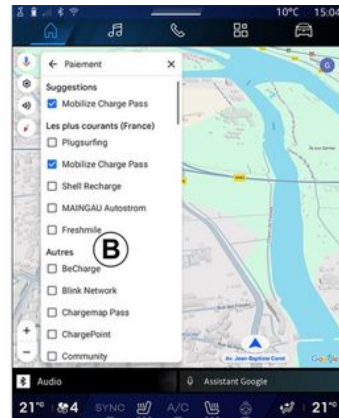 10°C 15:04
← Paiement ×
G
Suggestions
Mobilize Charge Pass
Les plus courants (France)
Plugsurfing
Mobilize Charge Pass
Shell Recharge
MAINGAU Autostrom
Freshmile
B
Autres
BeCharge
Blink Network
Chargemap Pass
ChargePoint
Community
+
−
Av. Jean-Baptiste Corot
Google
Audio
Assistant Google
21° 4 SYNC A/C 21°